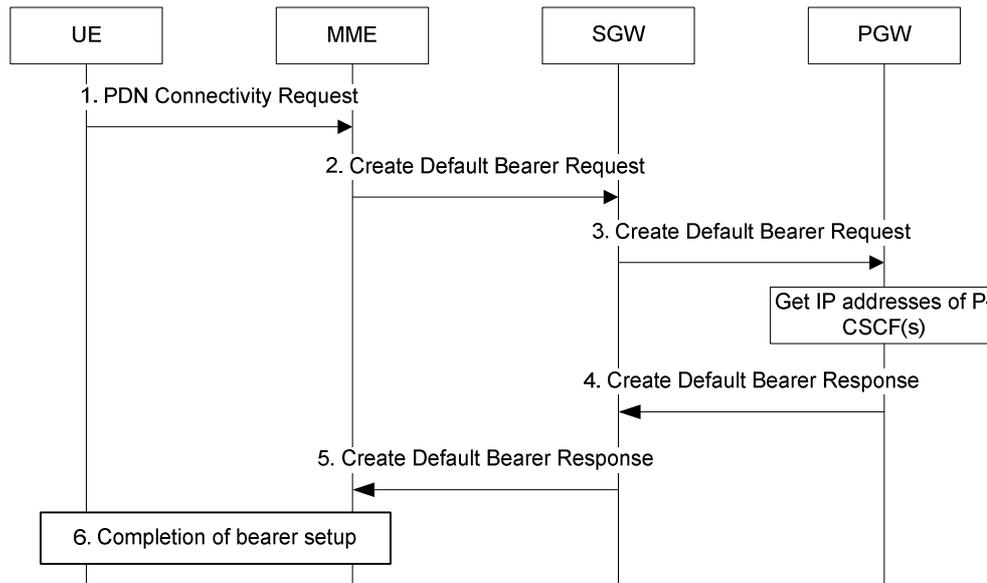 UE
MME
SGW
PGW
1. PDN Connectivity Request
2. Create Default Bearer Request
3. Create Default Bearer Request
Get IP addresses of P-
CSCF(s)
4. Create Default Bearer Response
5. Create Default Bearer Response
6. Completion of bearer setup